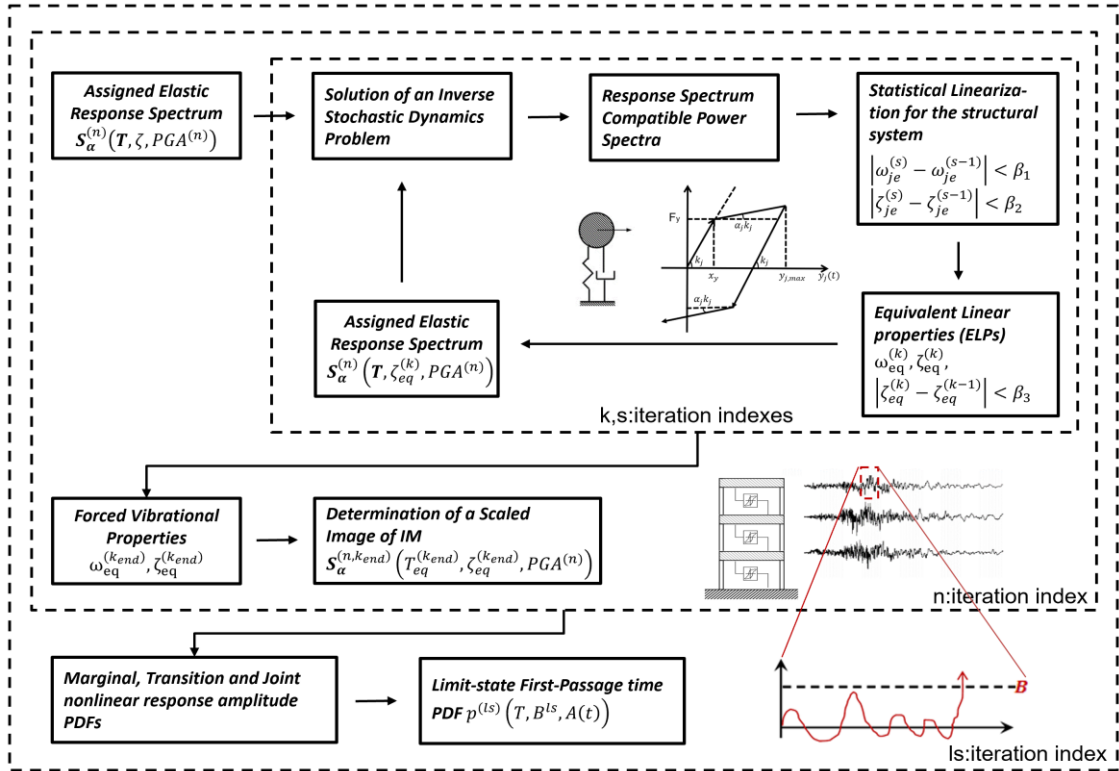 Assigned Elastic
Response Spectrum
S_α^(n)(T, ζ, PGA^(n))
Solution of an Inverse
Stochastic Dynamics
Problem
Response Spectrum
Compatible Power
Spectra
Statistical Lineariza-
tion for the structural
system
|ω_je^(s) − ω_je^(s−1)| < β_1
|ζ_je^(s) − ζ_je^(s−1)| < β_2
F_y
α_j k_j
k_j
k_j
x_y
y_j,max
y_j(t)
α_j k_j
Assigned Elastic
Response Spectrum
S_α^(n)(T, ζ_eq^(k), PGA^(n))
Equivalent Linear
properties (ELPs)
ω_eq^(k), ζ_eq^(k),
|ζ_eq^(k) − ζ_eq^(k−1)| < β_3
k,s:iteration indexes
Forced Vibrational
Properties
ω_eq^(k_end), ζ_eq^(k_end)
Determination of a Scaled
Image of IM
S_α^(n,k_end)(T_eq^(k_end), ζ_eq^(k_end), PGA^(n))
n:iteration index
Marginal, Transition and Joint
nonlinear response amplitude
PDFs
Limit-state First-Passage time
PDF p^(ls)(T, B^ls, A(t))
B
ls:iteration index